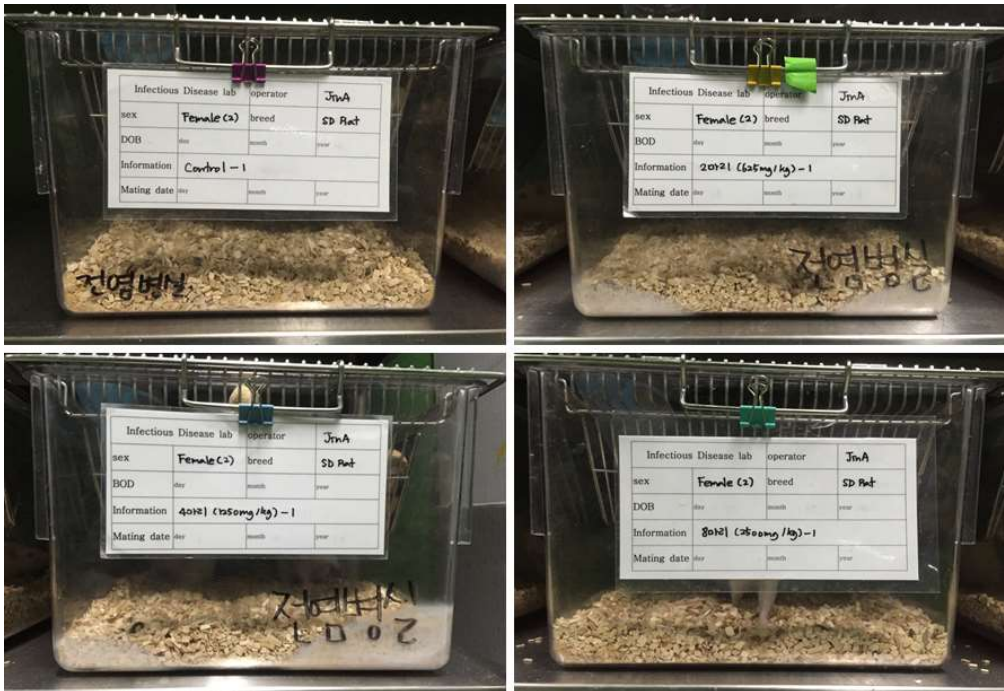 Infectious Disease lab operator JinA
sex Female (2) breed SD Rat
DOB day month year
Information Control-1
Mating date day month year
전염병실
Infectious Disease lab operator JinA
sex Female (2) breed SD Rat
BOD day month year
Information 20마리 (625mg/kg)-1
Mating date day month year
전염병실
Infectious Disease lab operator JinA
sex Female (2) breed SD Rat
BOD day month year
Information 40마리 (1250mg/kg)-1
Mating date day month year
전염병실
Infectious Disease lab operator JinA
sex Female (2) breed SD Rat
DOB day month year
Information 80마리 (2500mg/kg)-1
Mating date day month year